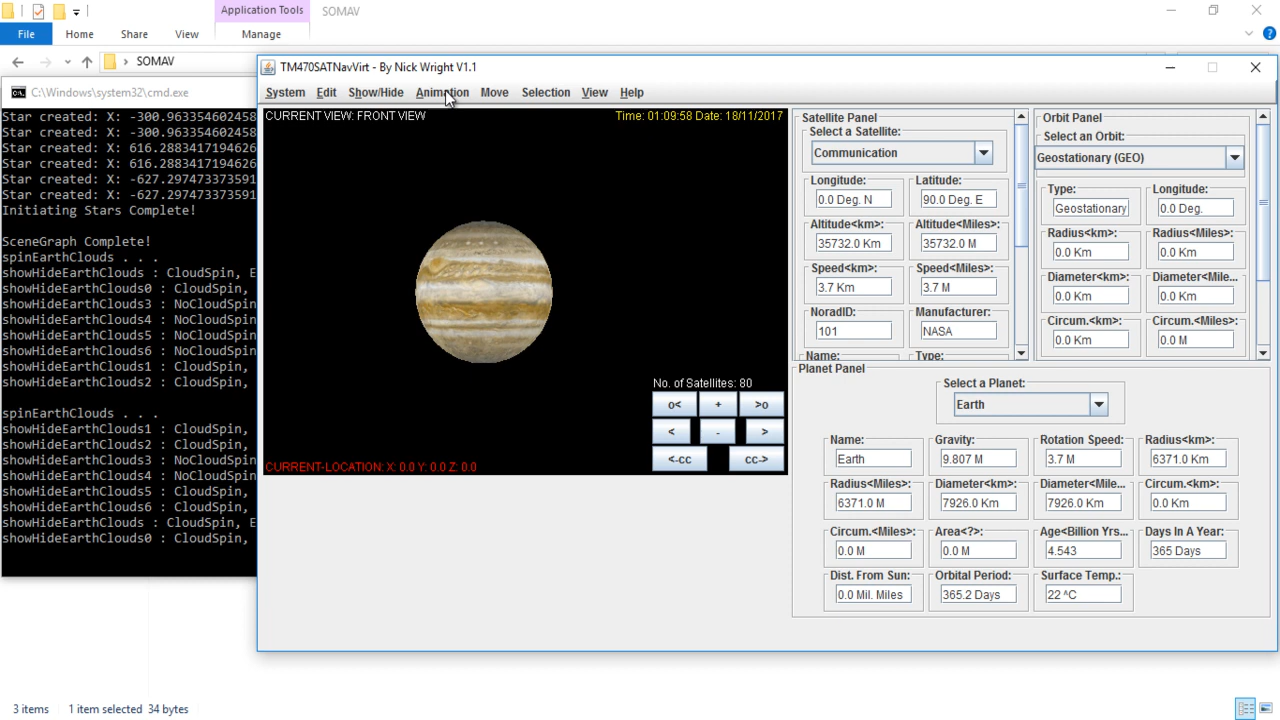 Application Tools
SOMAV
File
Home
Share
View
Manage
SOMAV
C:\Windows\system32\cmd.exe
Star created: X: -300.963354602458
Star created: X: -300.963354602458
Star created: X: 616.2883417194626
Star created: X: 616.2883417194626
Star created: X: -627.297473373591
Star created: X: -627.297473373591
Initiating Stars Complete!
SceneGraph Complete!
spinEarthClouds . . .
showHideEarthClouds : CloudSpin, E
showHideEarthClouds0 : CloudSpin,
showHideEarthClouds3 : NoCloudSpin
showHideEarthClouds4 : NoCloudSpin
showHideEarthClouds5 : NoCloudSpin
showHideEarthClouds6 : NoCloudSpin
showHideEarthClouds1 : CloudSpin,
showHideEarthClouds2 : CloudSpin,
spinEarthClouds . . .
showHideEarthClouds1 : CloudSpin,
showHideEarthClouds2 : CloudSpin,
showHideEarthClouds3 : NoCloudSpin
showHideEarthClouds4 : NoCloudSpin
showHideEarthClouds5 : CloudSpin,
showHideEarthClouds6 : CloudSpin,
showHideEarthClouds : CloudSpin, E
showHideEarthClouds0 : CloudSpin,
TM470SATNavVirt - By Nick Wright V1.1
System Edit Show/Hide Animation Move Selection View Help
CURRENT VIEW: FRONT VIEW
Time: 01:09:58 Date: 18/11/2017
No. of Satellites: 80
o< + >o
< - >
<-cc cc->
CURRENT-LOCATION: X: 0.0 Y: 0.0 Z: 0.0
Satellite Panel
Select a Satellite:
Communication
Longitude: Latitude:
0.0 Deg. N 90.0 Deg. E
Altitude<km>: Altitude<Miles>:
35732.0 Km 35732.0 M
Speed<km>: Speed<Miles>:
3.7 Km 3.7 M
NoradID: Manufacturer:
101 NASA
Name: Type:
Orbit Panel
Select an Orbit:
Geostationary (GEO)
Type: Longitude:
Geostationary 0.0 Deg.
Radius<km>: Radius<Miles>:
0.0 Km 0.0 Km
Diameter<km>: Diameter<Mile...
0.0 Km 0.0 Km
Circum.<km>: Circum.<Miles>:
0.0 Km 0.0 M
Planet Panel
Select a Planet:
Earth
Name: Gravity: Rotation Speed: Radius<km>:
Earth 9.807 M 3.7 M 6371.0 Km
Radius<Miles>: Diameter<km>: Diameter<Mile... Circum.<km>:
6371.0 M 7926.0 Km 7926.0 Km 0.0 Km
Circum.<Miles>: Area<?>: Age<Billion Yrs... Days In A Year:
0.0 M 0.0 M 4.543 365 Days
Dist. From Sun: Orbital Period: Surface Temp.:
0.0 Mil. Miles 365.2 Days 22 ^C
3 items 1 item selected 34 bytes